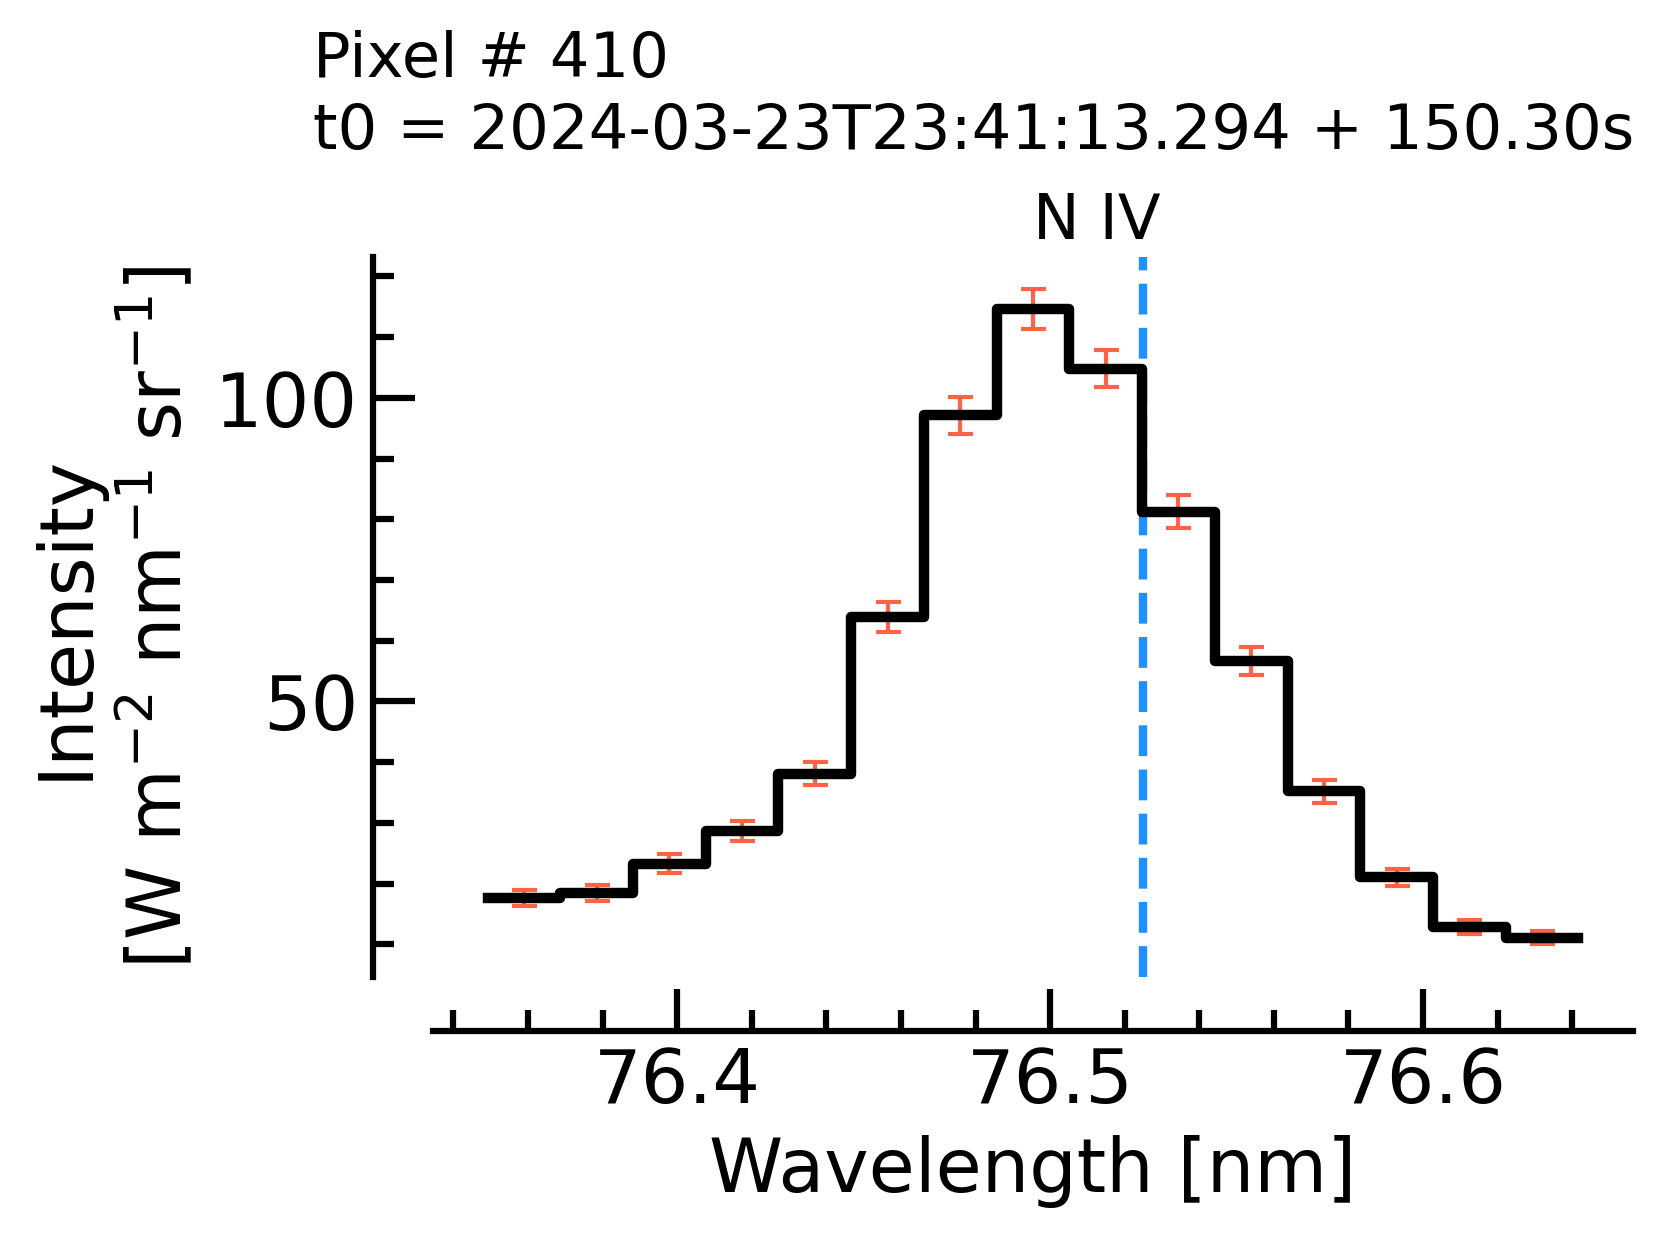 Pixel # 410
t0 = 2024-03-23T23:41:13.294 + 150.30s
N IV
Intensity
[W m⁻² nm⁻¹ sr⁻¹]
100
50
76.4 76.5 76.6
Wavelength [nm]